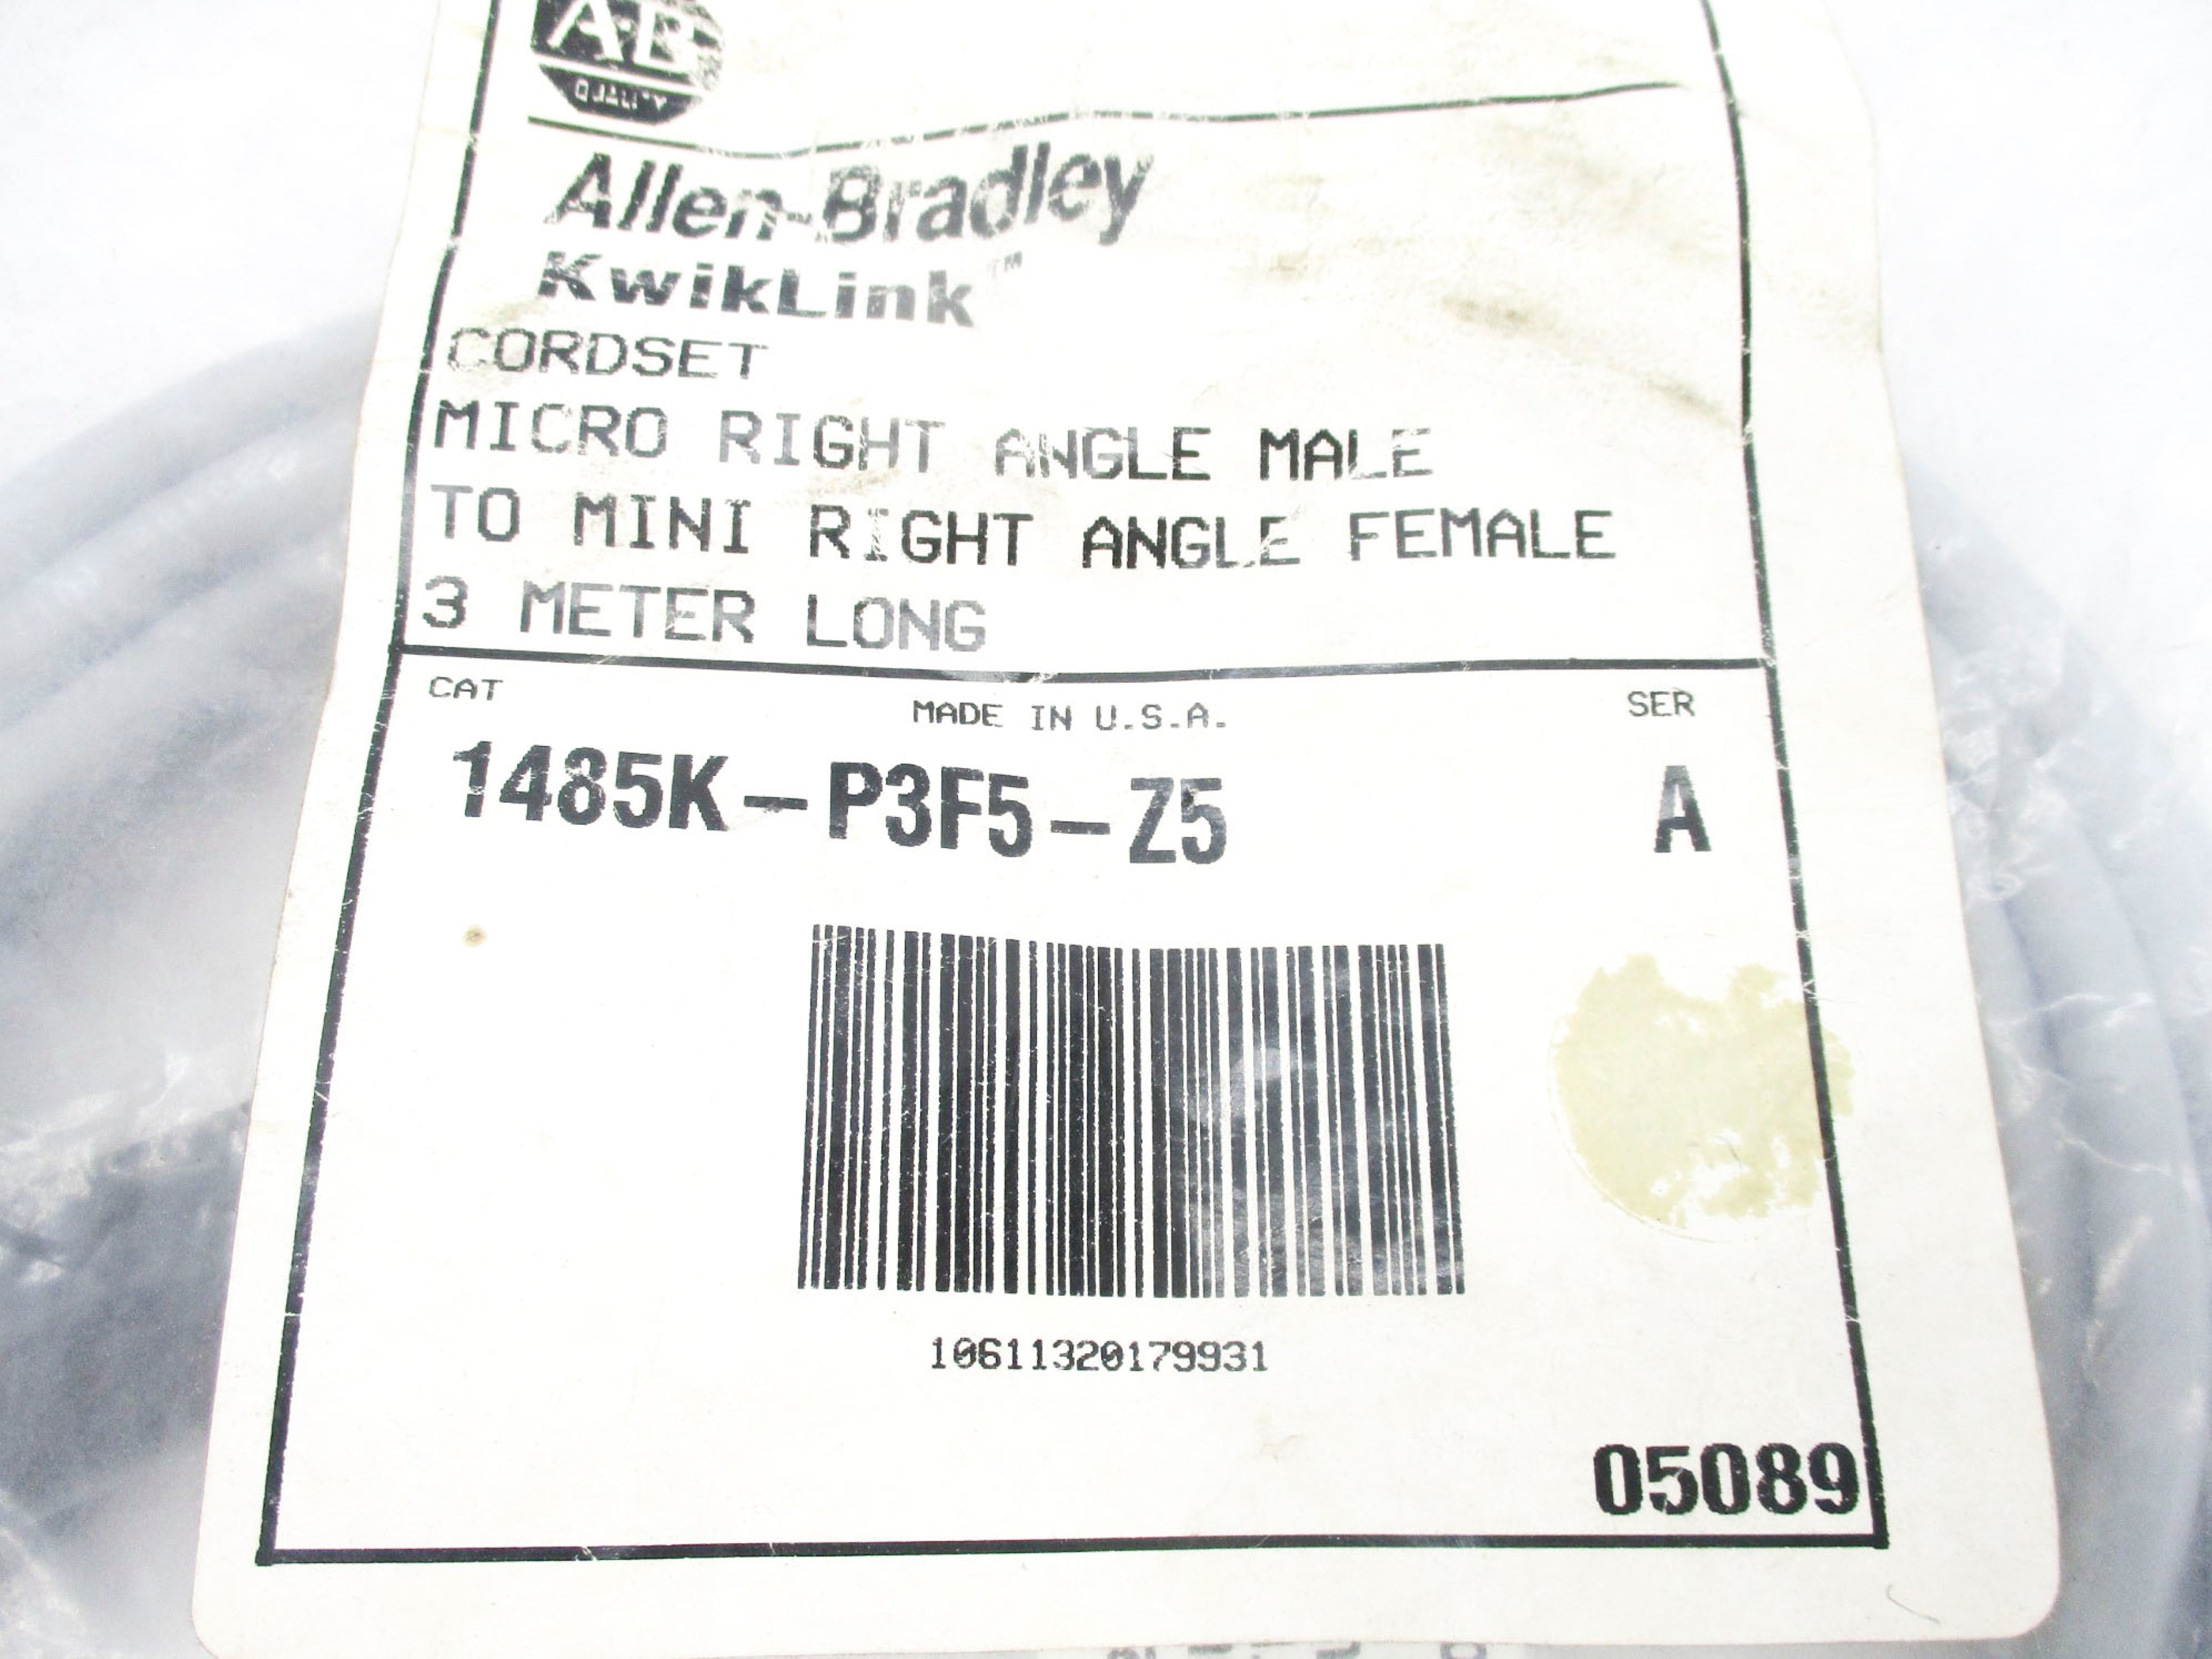 AB
QUALITY
Allen-Bradley
KwikLink™
CORDSET
MICRO RIGHT ANGLE MALE
TO MINI RIGHT ANGLE FEMALE
3 METER LONG
CAT MADE IN U.S.A. SER
1485K-P3F5-Z5 A
10611320179931
05089